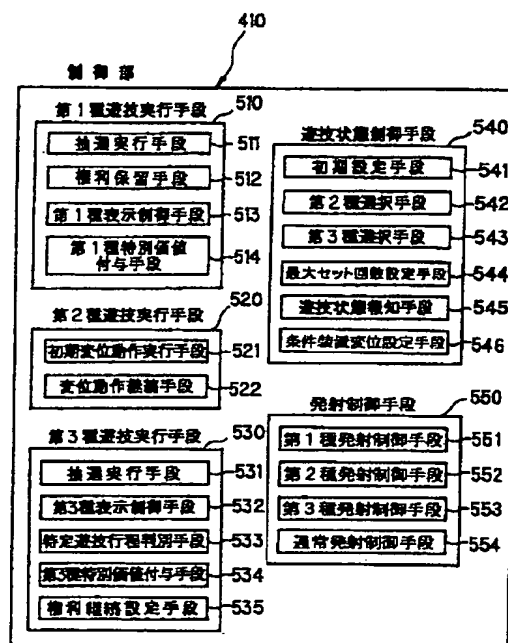 410
制御部
第1種遊技実行手段
510
抽選実行手段
511
権利保留手段
512
第1種表示制御手段
513
第1種特別価値
付与手段
514
第2種遊技実行手段
520
初期変位動作実行手段
521
変位動作継続手段
522
第3種遊技実行手段
530
抽選実行手段
531
第3種表示制御手段
532
特定遊技行程判別手段
533
第3種特別価値付与手段
534
権利継続設定手段
535
遊技状態制御手段
540
初期設定手段
541
第2種選択手段
542
第3種選択手段
543
最大セット回数設定手段
544
遊技状態報知手段
545
条件装置変位設定手段
546
発射制御手段
550
第1種発射制御手段
551
第2種発射制御手段
552
第3種発射制御手段
553
通常発射制御手段
554